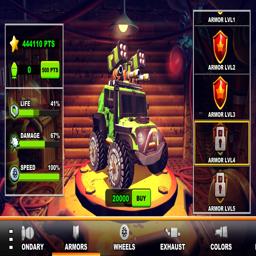 444110 PTS
0
500 PTS
LIFE 41%
DAMAGE 67%
SPEED 100%
ARMOR LVL1
ARMOR LVL2
ARMOR LVL3
ARMOR LVL4
ARMOR LVL5
20000 BUY
ONDARY ARMORS WHEELS EXHAUST COLORS